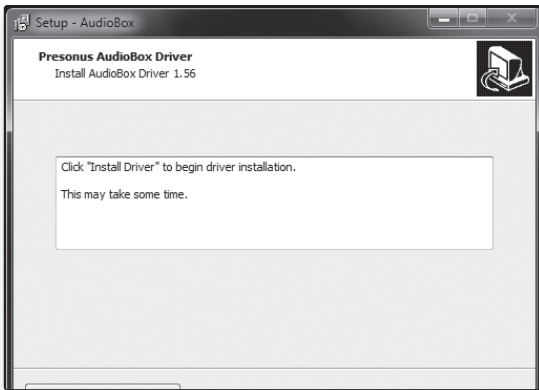 Setup - AudioBox
Presonus AudioBox Driver
Install AudioBox Driver 1.56
Click "Install Driver" to begin driver installation.
This may take some time.